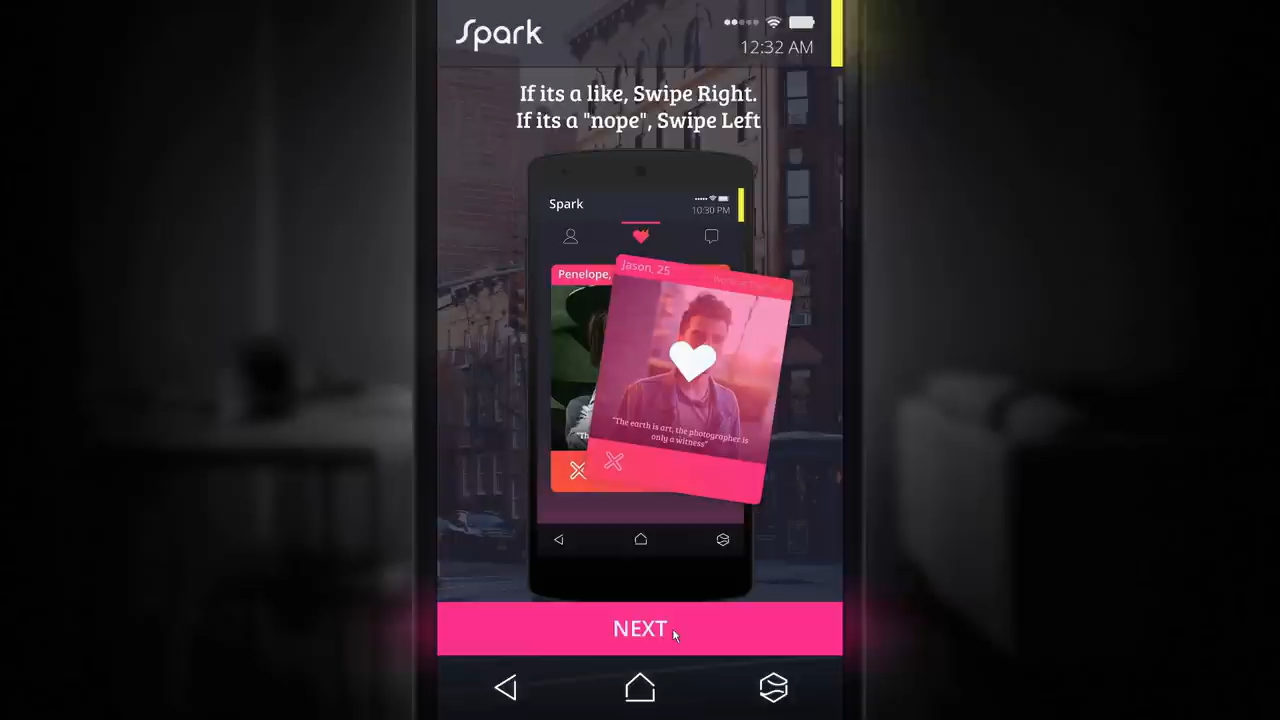 Spark
12:32 AM
If its a like, Swipe Right.
If its a "nope", Swipe Left
Spark
10:30 PM
Jason, 25
Penelope,
"The earth is art, the photographer is
only a witness"
NEXT